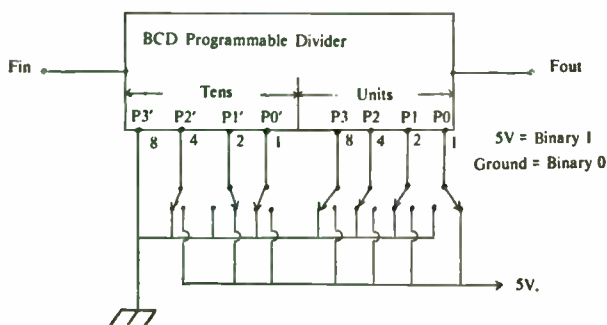 BCD Programmable Divider
Fin
Fout
Tens
Units
P3' P2' P1' P0' P3 P2 P1 P0
8 4 2 1 8 4 2 1
5V = Binary 1
Ground = Binary 0
5V.